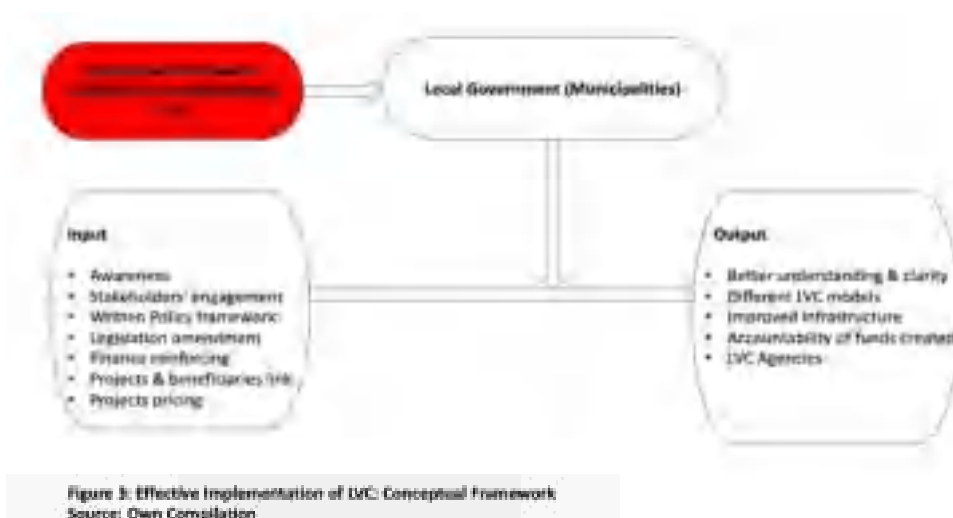 Local Government (Municipalities)
Input
• Awareness
• Stakeholders' engagement
• Written Policy framework
• Legislation amendment
• Finance reinforcing
• Projects & beneficiaries link
• Projects pricing
Output
• Better understanding & clarity
• Different LVC models
• Improved infrastructure
• Accountability of funds created
• LVC Agencies
Figure 3: Effective Implementation of LVC: Conceptual Framework
Source: Own Compilation